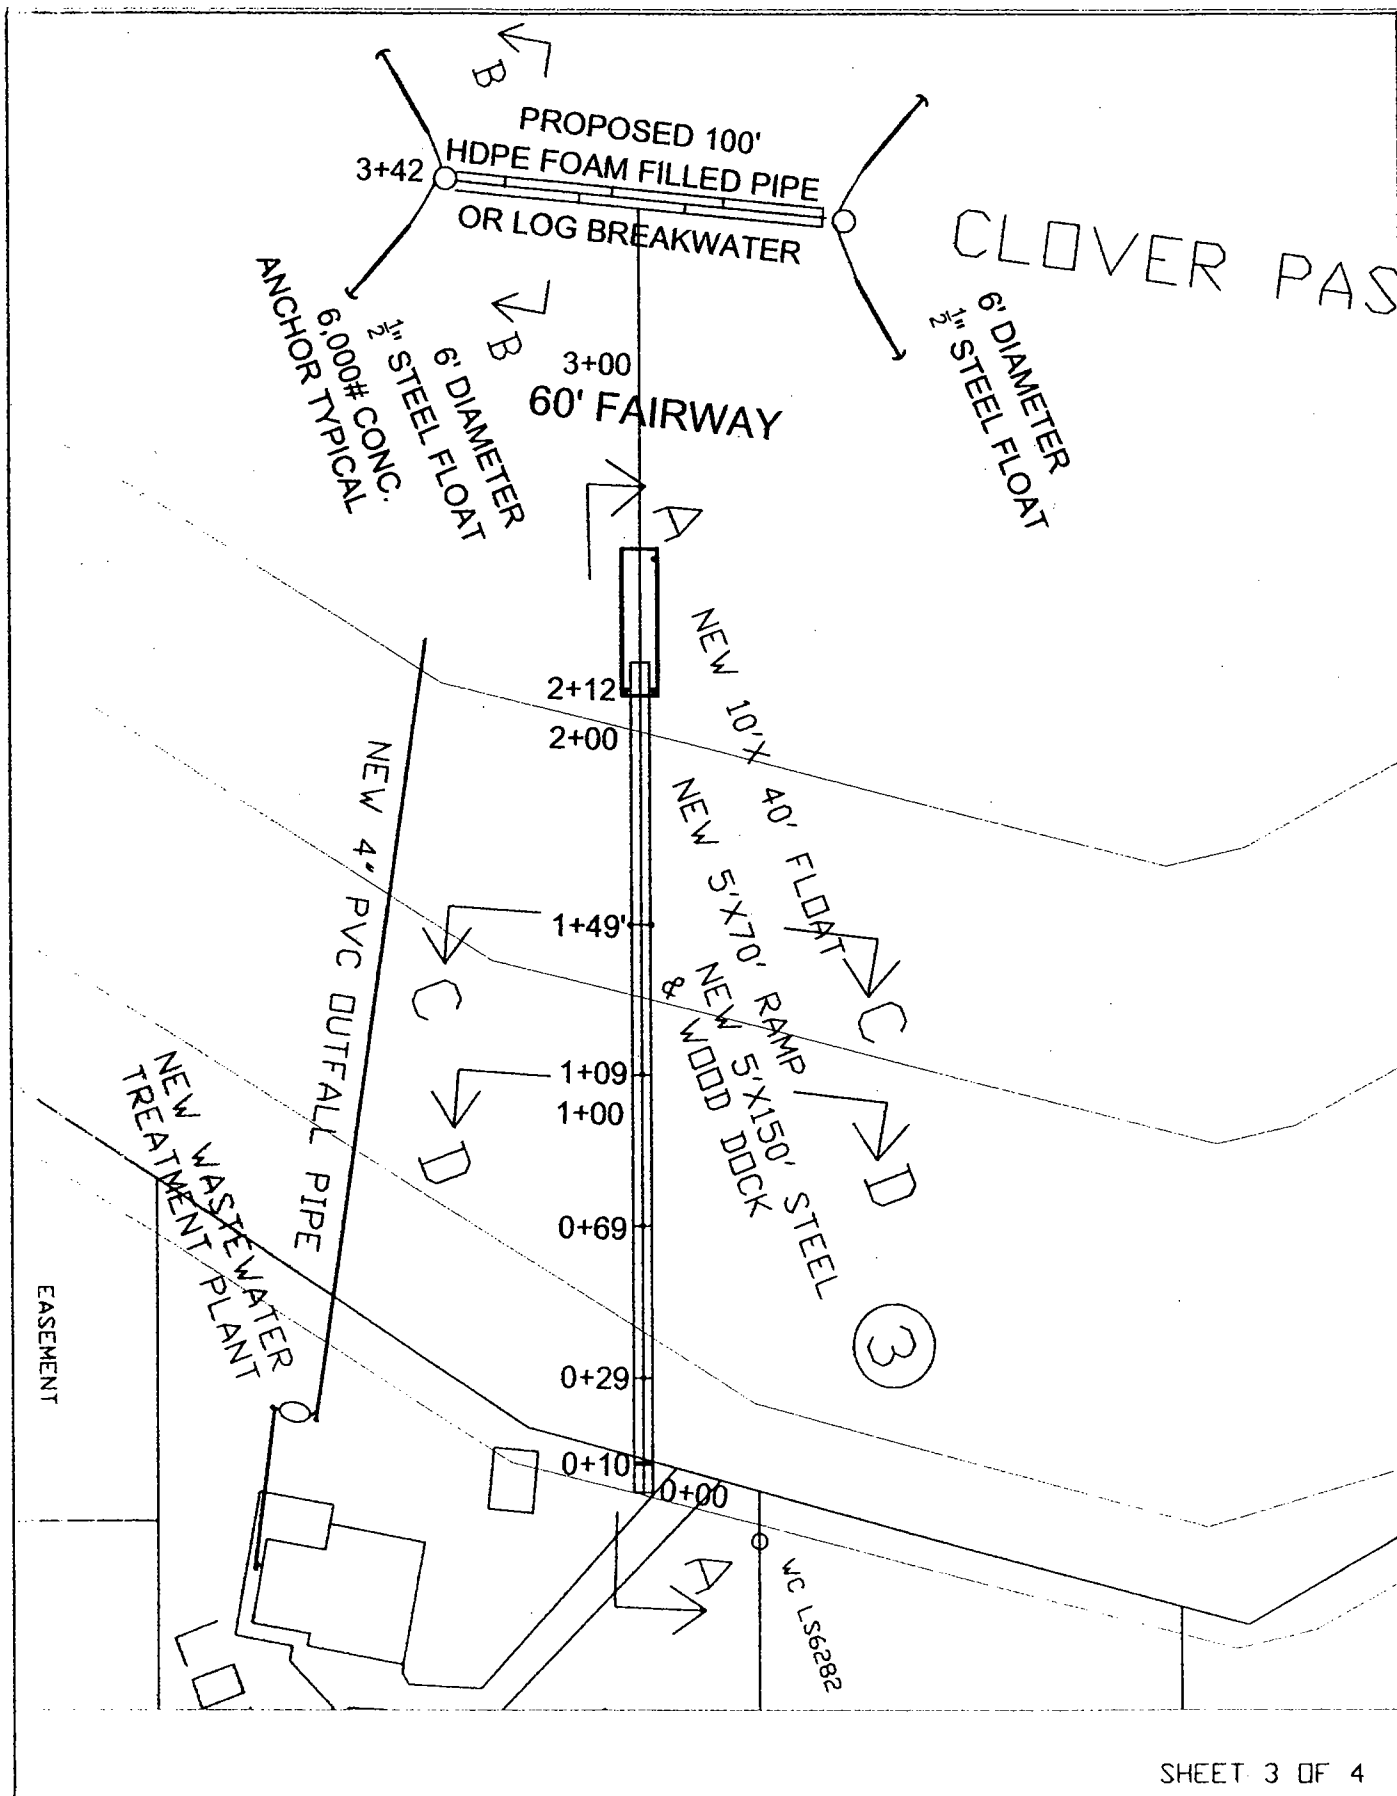 B
PROPOSED 100'
HDPE FOAM FILLED PIPE
3+42
OR LOG BREAKWATER
CLOVER PAS
B
6' DIAMETER
½" STEEL FLOAT
6,000# CONC.
ANCHOR TYPICAL
6' DIAMETER
½" STEEL FLOAT
3+00
60' FAIRWAY
A
NEW 10'X 40' FLOAT
2+12
2+00
NEW 5'X70' RAMP
&
NEW 5'X150' STEEL
WOOD DOCK
NEW 4" PVC OUTFALL PIPE
1+49'
C
C
1+09
1+00
D
D
NEW WASTEWATER
TREATMENT PLANT
0+69
EASEMENT
3
0+29
0+10
0+00
A
WC LS6282
SHEET 3 OF 4